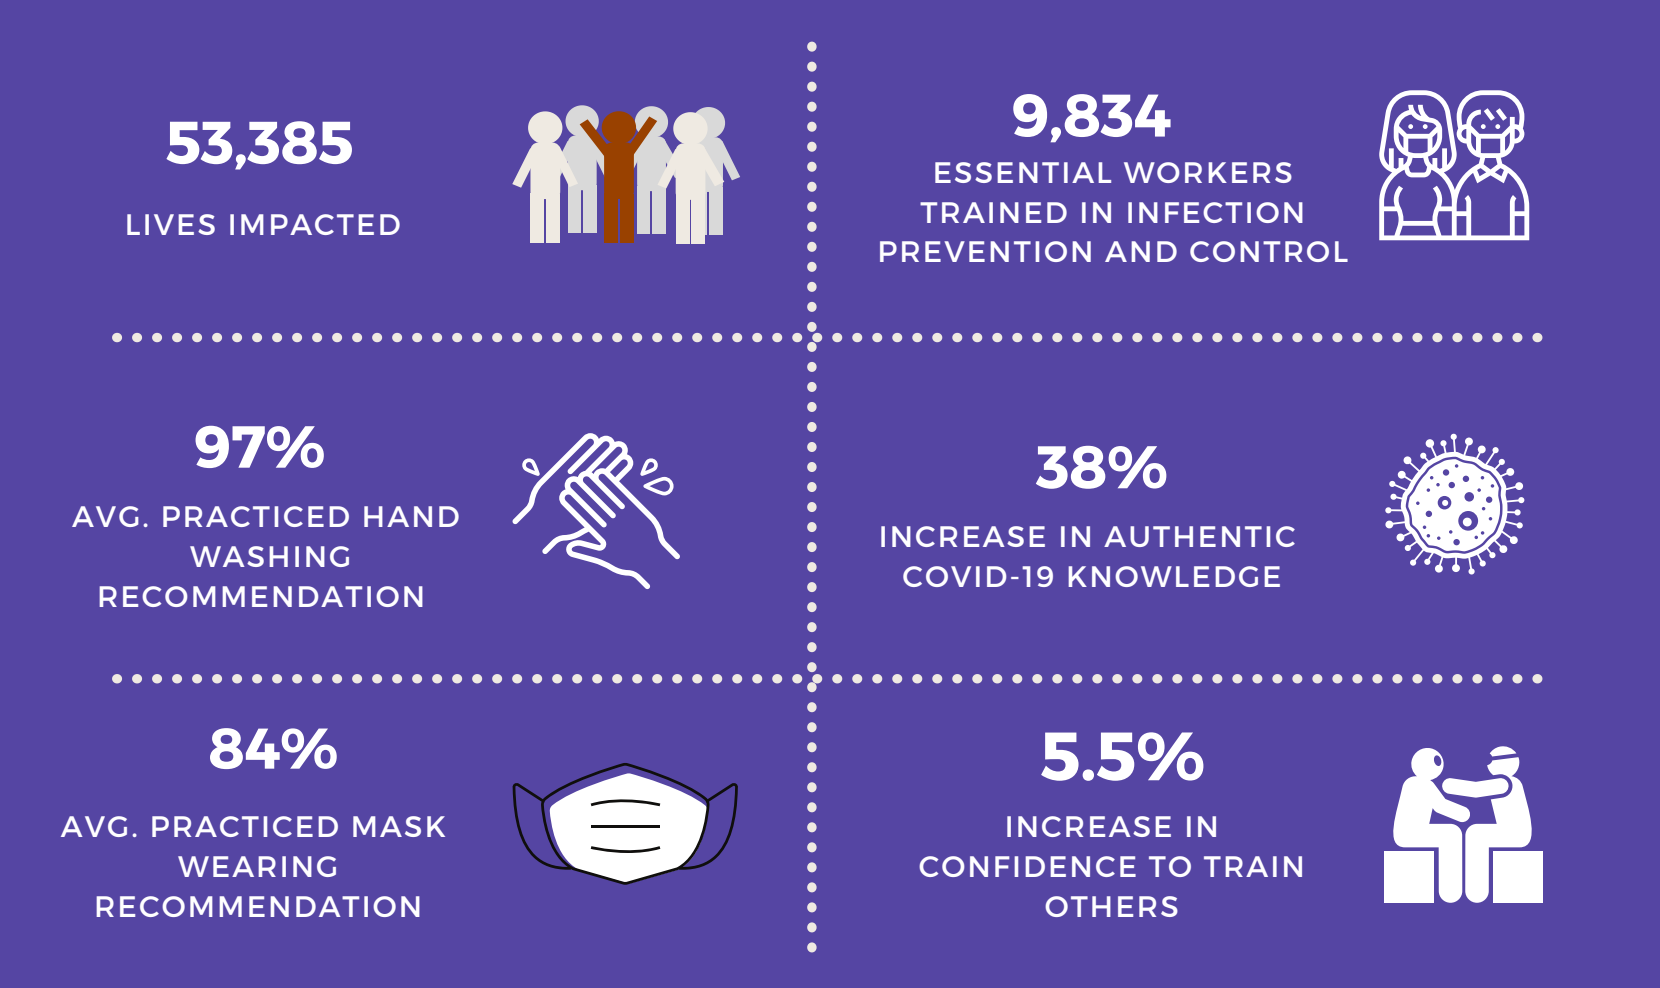 53,385
LIVES IMPACTED
9,834
ESSENTIAL WORKERS
TRAINED IN INFECTION
PREVENTION AND CONTROL
97%
AVG. PRACTICED HAND
WASHING
RECOMMENDATION
38%
INCREASE IN AUTHENTIC
COVID-19 KNOWLEDGE
84%
AVG. PRACTICED MASK
WEARING
RECOMMENDATION
5.5%
INCREASE IN
CONFIDENCE TO TRAIN
OTHERS